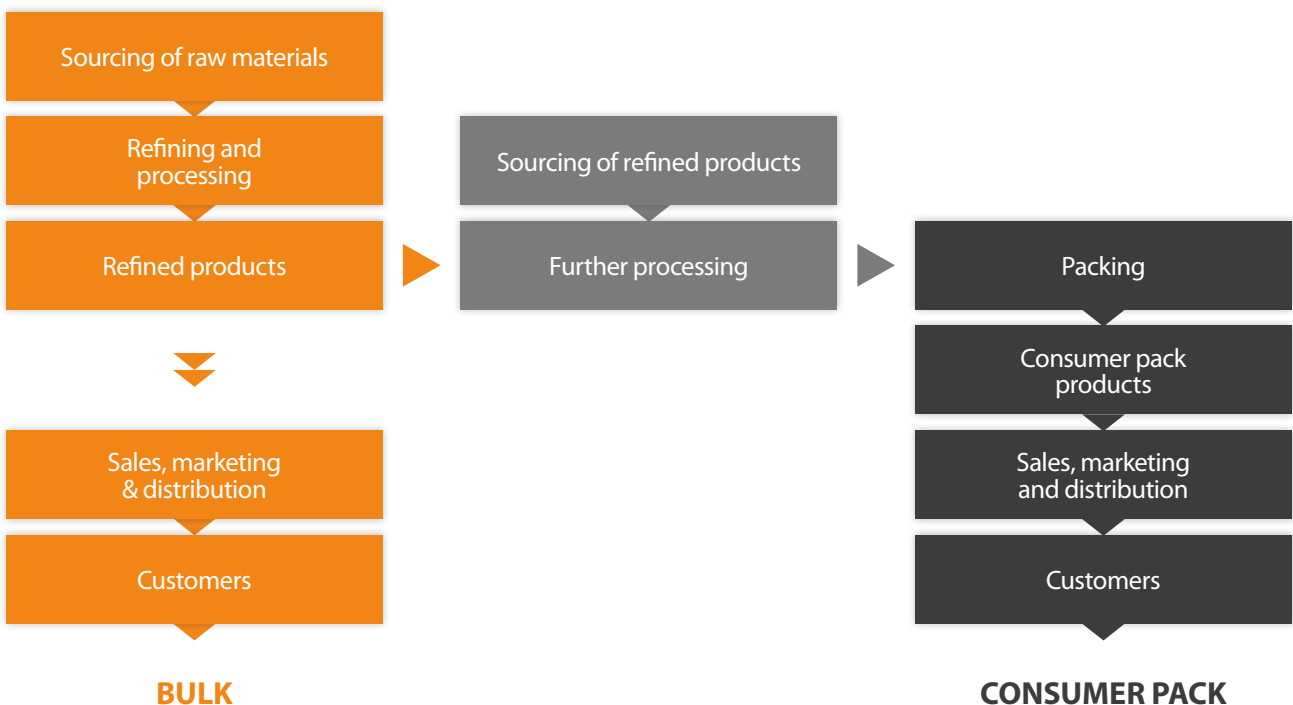 Sourcing of raw materials
Refining and
processing
Refined products
Sales, marketing
& distribution
Customers
BULK
Sourcing of refined products
Further processing
Packing
Consumer pack
products
Sales, marketing
and distribution
Customers
CONSUMER PACK